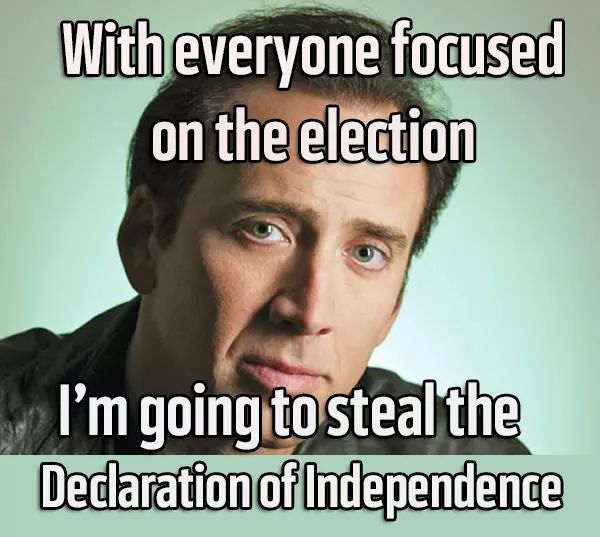 With everyone focused
on the election
I'm going to steal the
Declaration of Independence